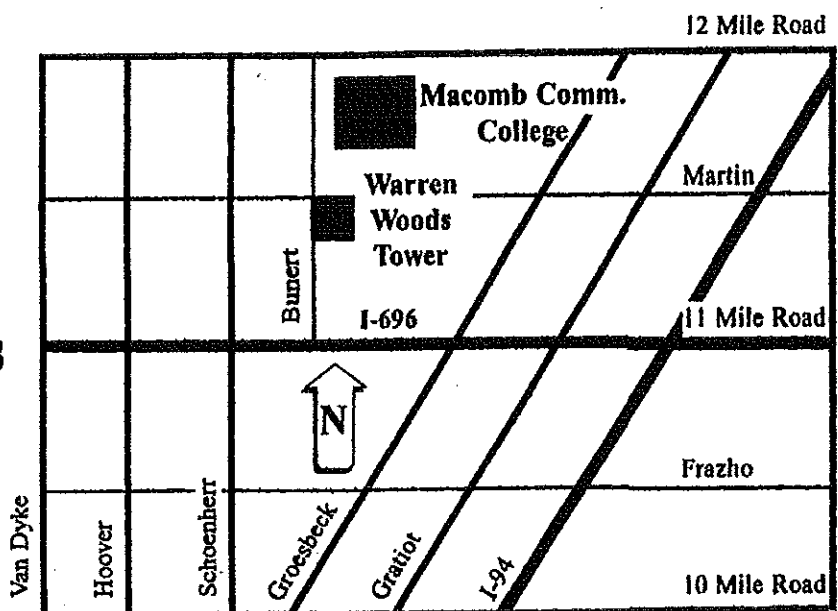 12 Mile Road
Macomb Comm.
College
Martin
Warren
Woods
Tower
Bunert
I-696
11 Mile Road
N
Frazho
Van Dyke
Hoover
Schoenherr
Groesbeck
Gratiot
I-94
10 Mile Road